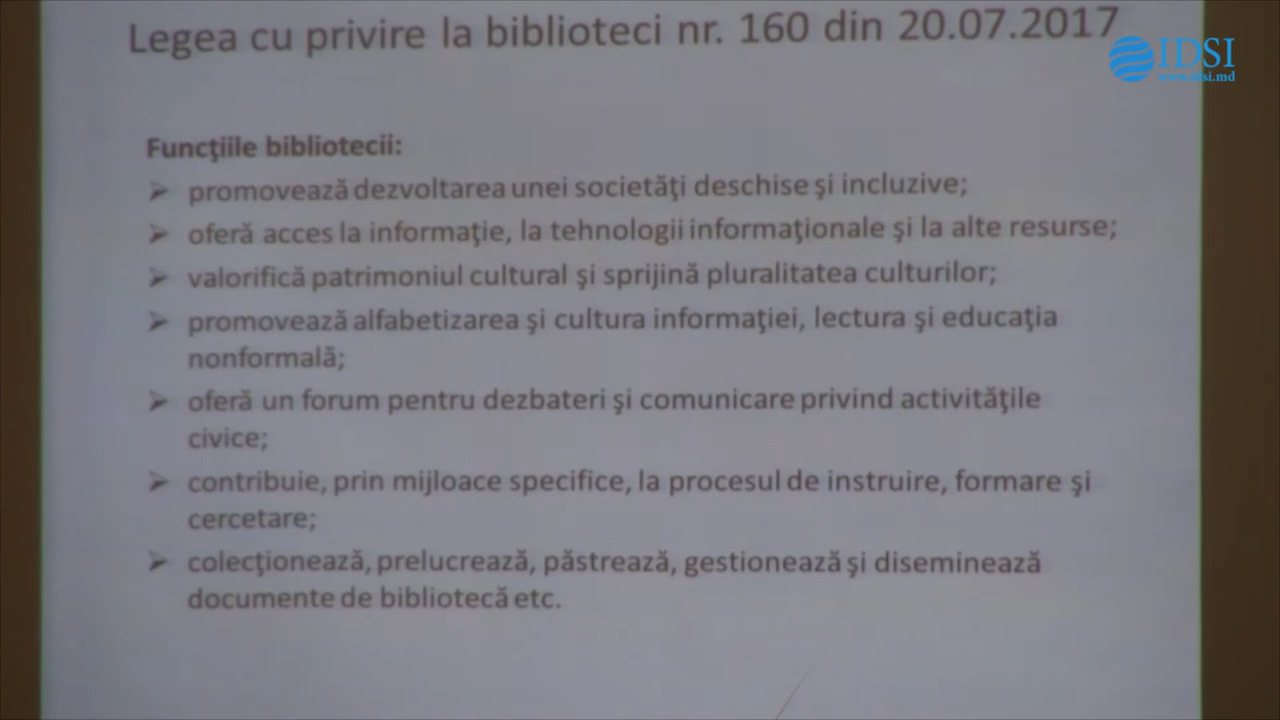 Legea cu privire la biblioteci nr. 160 din 20.07.2017
IDSI
www.idsi.md
Funcţiile bibliotecii:
➢ promovează dezvoltarea unei societăţi deschise şi incluzive;
➢ oferă acces la informaţie, la tehnologii informaţionale şi la alte resurse;
➢ valorifică patrimoniul cultural şi sprijină pluralitatea culturilor;
➢ promovează alfabetizarea şi cultura informaţiei, lectura şi educaţia
nonformală;
➢ oferă un forum pentru dezbateri şi comunicare privind activităţile
civice;
➢ contribuie, prin mijloace specifice, la procesul de instruire, formare şi
cercetare;
➢ colecţionează, prelucrează, păstrează, gestionează şi diseminează
documente de bibliotecă etc.